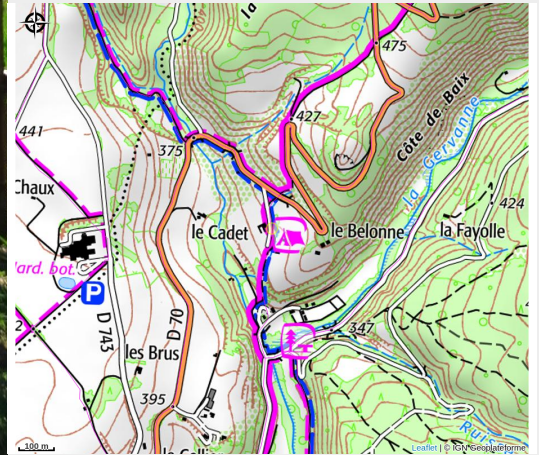 475
427
Côte de Baix
la Gervanne
441
375
Chaux
424
le Cadet
le Belonne
la Fayolle
Jard. bot.
P
D 743
D 70
347
les Brus
395
100 m
Leaflet | © IGN Geoplateforme